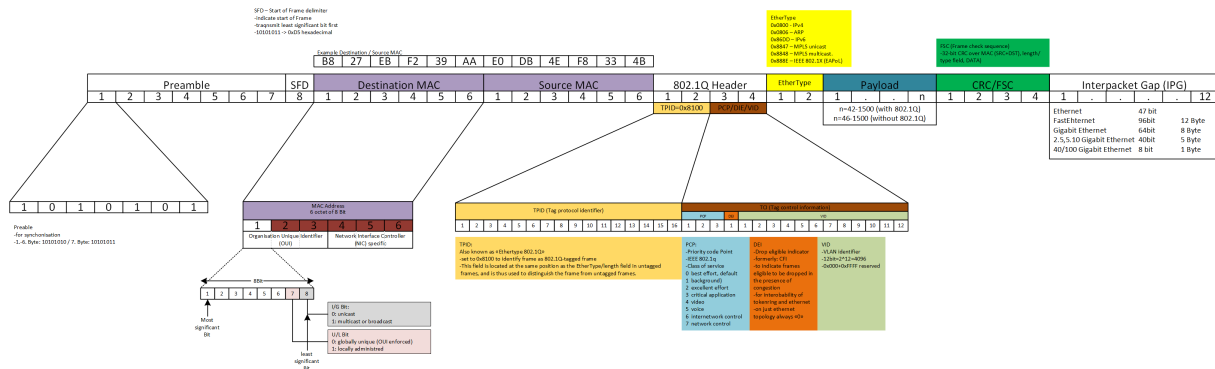 SFD – Start of Frame delimiter
-indicate start of Frame
-traqnsmit least significant bit first
-10101011 -> 0xD5 hexadecimal
EtherType
0x0800 - IPv4
0x0806 – ARP
0x86DD – IPv6
0x8847 – MPLS unicast
0x8848 - MPLS multicast.
0x888E – IEEE 802.1X (EAPoL)
FSC (Frame check sequence)
-32-bit CRC over MAC (SRC+DST), length/
type field, DATA)
Example Destination / Source MAC
B8 27 EB F2 39 AA E0 DB 4E F8 33 4B
Preamble SFD Destination MAC Source MAC 802.1Q Header EtherType Payload CRC/FSC Interpacket Gap (IPG)
1 2 3 4 5 6 7 8 1 2 3 4 5 6 1 2 3 4 5 6 1 2 3 4 1 2 1 . . n 1 2 3 4 1 . . . 12
TPID=0x8100 PCP/DIE/VID
n=42-1500 (with 802.1Q)
n=46-1500 (without 802.1Q)
Ethernet 47 bit
FastEhternet 96bit 12 Byte
Gigabit Ethernet 64bit 8 Byte
2.5,5.10 Gigabit Ethernet 40bit 5 Byte
40/100 Gigabit Ethernet 8 bit 1 Byte
1 0 1 0 1 0 1
Preable
-for synchonisation
-1.-6. Byte: 10101010 / 7. Byte: 10101011
MAC Address
6 octet of 8 Bit
1 2 3 4 5 6
Organisation Unique Identifier
(OUI)
Network Interface Controller
(NIC) specific
8Bit
1 2 3 4 5 6 7 8
Most
significant
Bit
least
significant
Bit
I/G Bit:
0: unicast
1: multicast or broadcast
U/L Bit
0: globally unique (OUI enforced)
1: locally administred
TPID (Tag protocol identifier) TCI (Tag control information)
PCP DEI VID
1 2 3 4 5 6 7 8 9 10 11 12 13 14 15 16 1 2 3 1 1 2 3 4 5 6 7 8 9 10 11 12
TPID:
Also known as «Ethertype 802.1Q»
-set to 0x8100 to identify frame as 802.1Q-tagged frame
-This field is located at the same position as the EtherType/length field in untagged
frames, and is thus used to distinguish the frame from untagged frames.
PCP:
-Priority code Point
-IEEE 802.1q
-Class of service
0 best effort, default
1 background)
2 excellent effort
3 critical application
4 video
5 voice
6 internetwork control
7 network control
DEI
-Drop eligible indicator
-formerly: CFI
-to indicate frames
eligible to be dropped in
the presence of
congestion
-for interobability of
tokenring and ethernet
-on just ethernet
topology always «0»
VID
-VLAN Identifier
-12bit=2^12=4096
-0x000+0xFFFF reserved